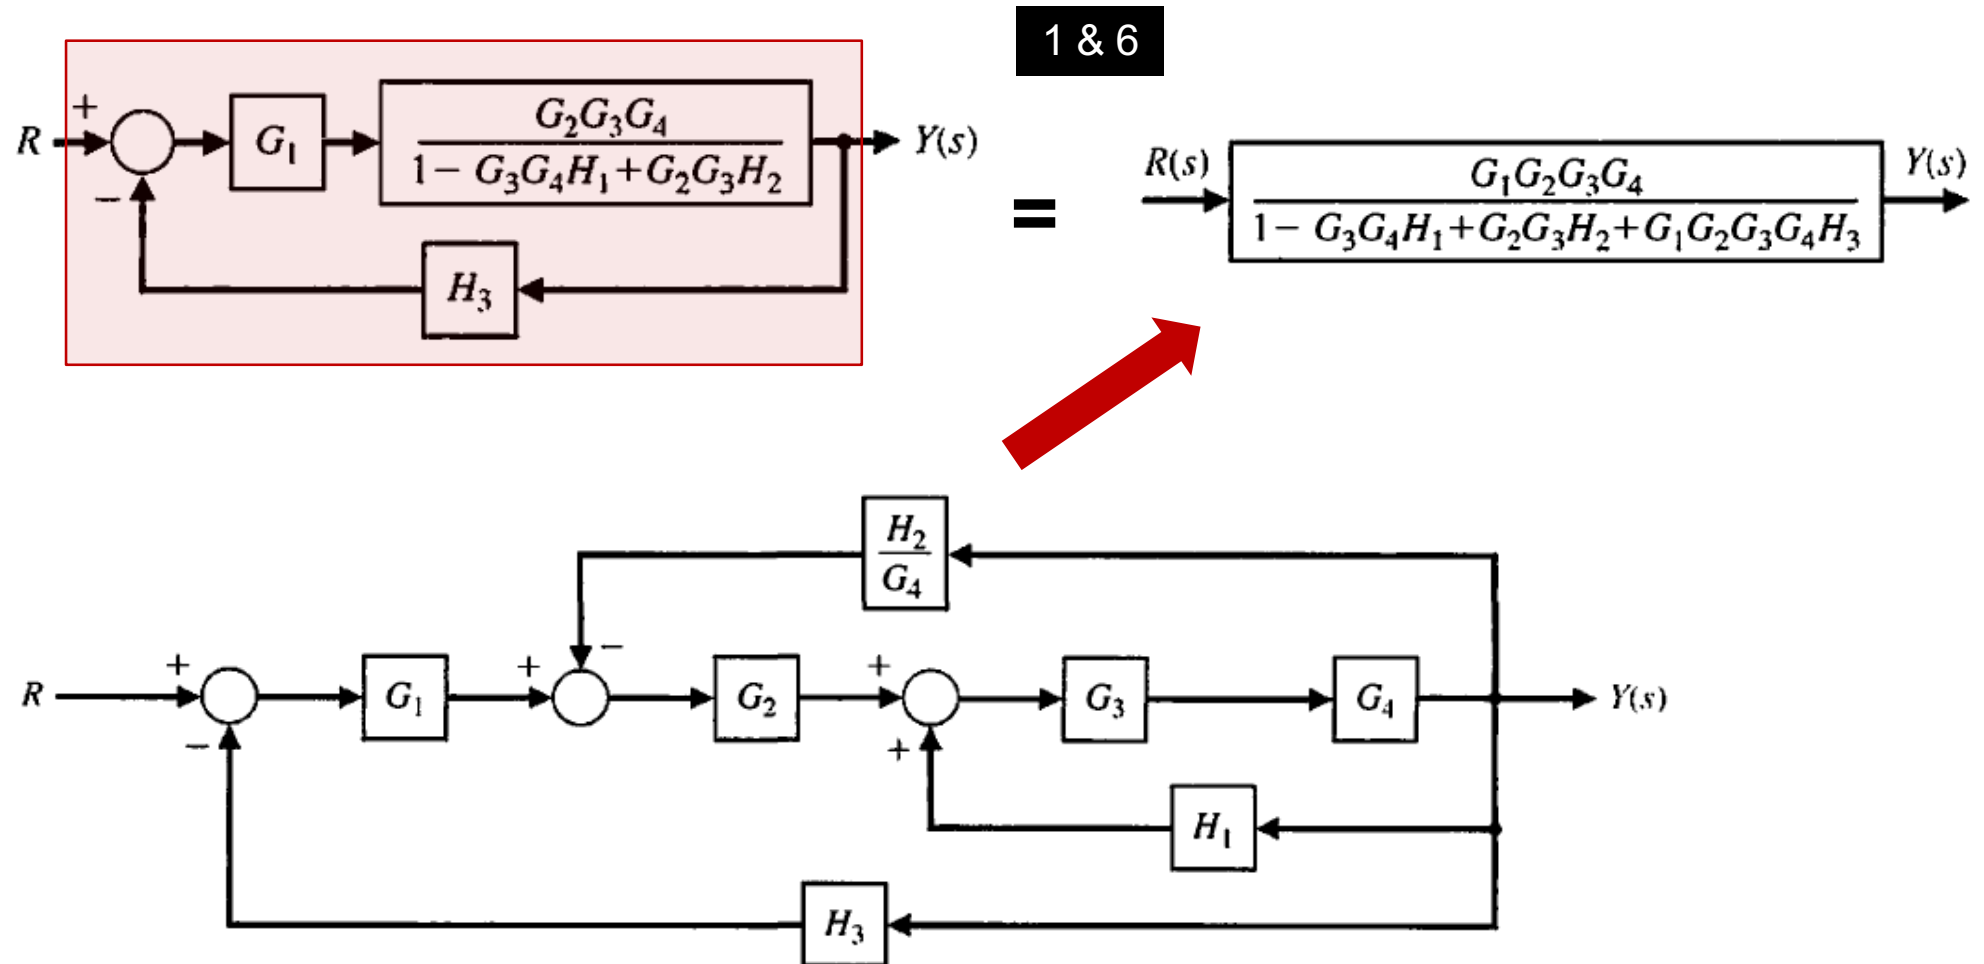 1 & 6
R + − G₁ G₂G₃G₄ Y(s)
1− G₃G₄H₁+G₂G₃H₂
H₃
=
R(s) G₁G₂G₃G₄ Y(s)
1− G₃G₄H₁+G₂G₃H₂+G₁G₂G₃G₄H₃
H₂
G₄
R + − G₁ + − G₂ + + G₃ G₄ Y(s)
H₁
H₃